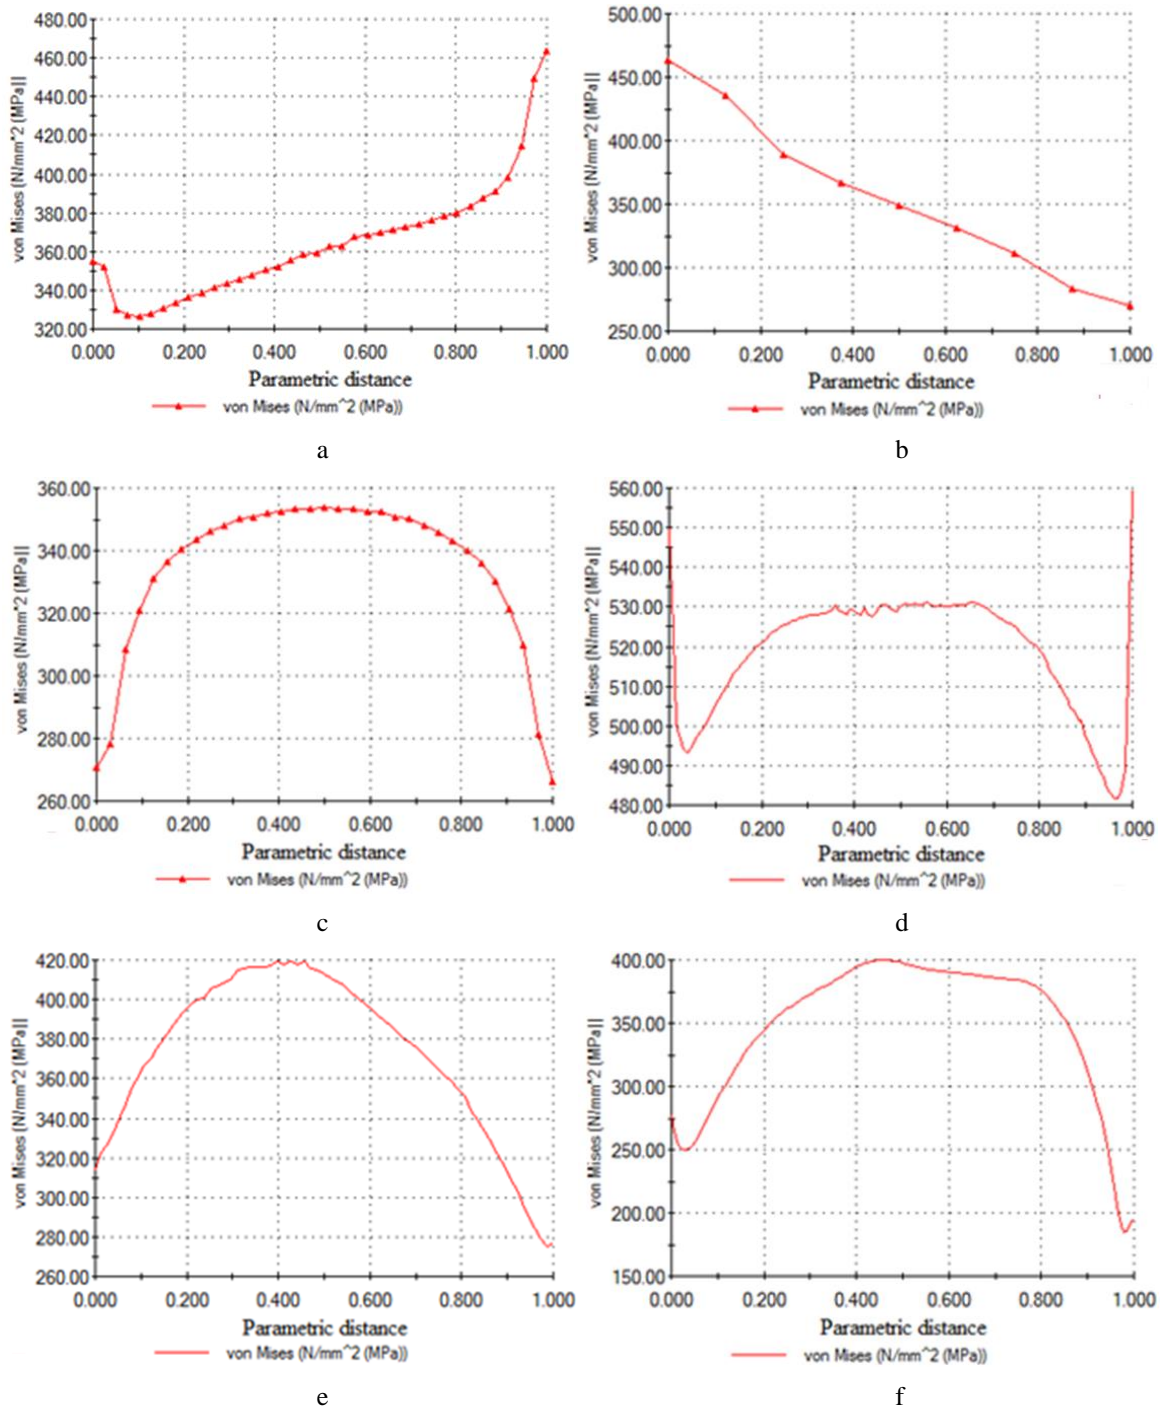 480.00
460.00
440.00
420.00
400.00
380.00
360.00
340.00
320.00
von Mises (N/mm^2 (MPa))
0.000 0.200 0.400 0.600 0.800 1.000
Parametric distance
von Mises (N/mm^2 (MPa))
a
500.00
450.00
400.00
350.00
300.00
250.00
von Mises (N/mm^2 (MPa))
0.000 0.200 0.400 0.600 0.800 1.000
Parametric distance
von Mises (N/mm^2 (MPa))
b
360.00
340.00
320.00
300.00
280.00
260.00
von Mises (N/mm^2 (MPa))
0.000 0.200 0.400 0.600 0.800 1.000
Parametric distance
von Mises (N/mm^2 (MPa))
c
560.00
550.00
540.00
530.00
520.00
510.00
500.00
490.00
480.00
von Mises (N/mm^2 (MPa))
0.000 0.200 0.400 0.600 0.800 1.000
Parametric distance
von Mises (N/mm^2 (MPa))
d
420.00
400.00
380.00
360.00
340.00
320.00
300.00
280.00
260.00
von Mises (N/mm^2 (MPa))
0.000 0.200 0.400 0.600 0.800 1.000
Parametric distance
von Mises (N/mm^2 (MPa))
e
400.00
350.00
300.00
250.00
200.00
150.00
von Mises (N/mm^2 (MPa))
0.000 0.200 0.400 0.600 0.800 1.000
Parametric distance
von Mises (N/mm^2 (MPa))
f